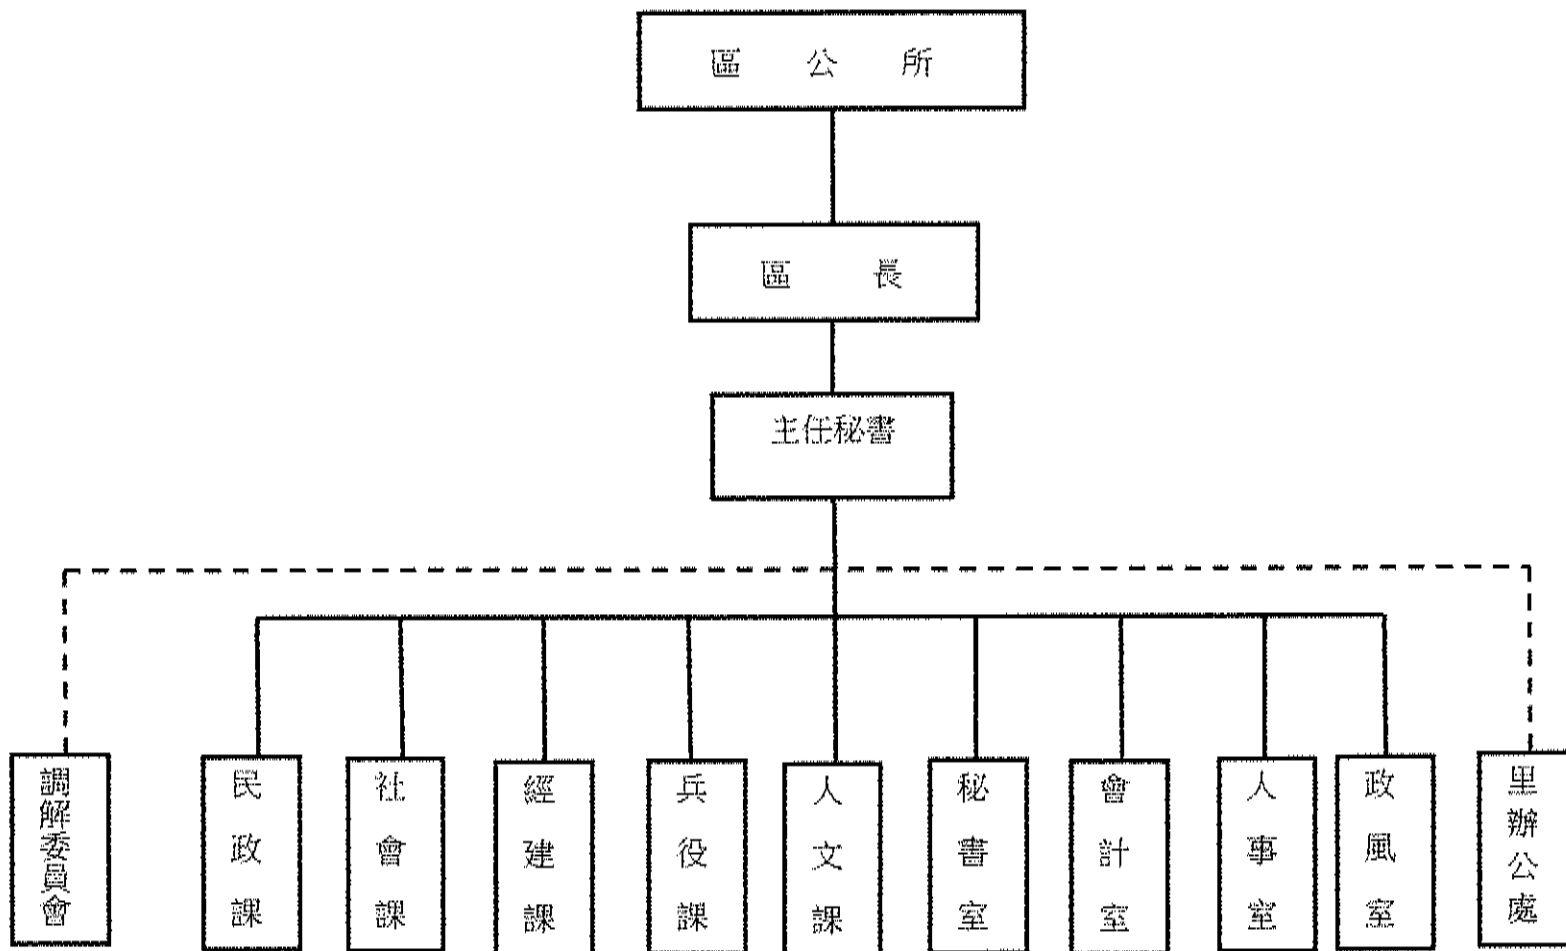 區公所
區長
主任秘書
調解委員會
民政課
社會課
經建課
兵役課
人文課
秘書室
會計室
人事室
政風室
里辦公處